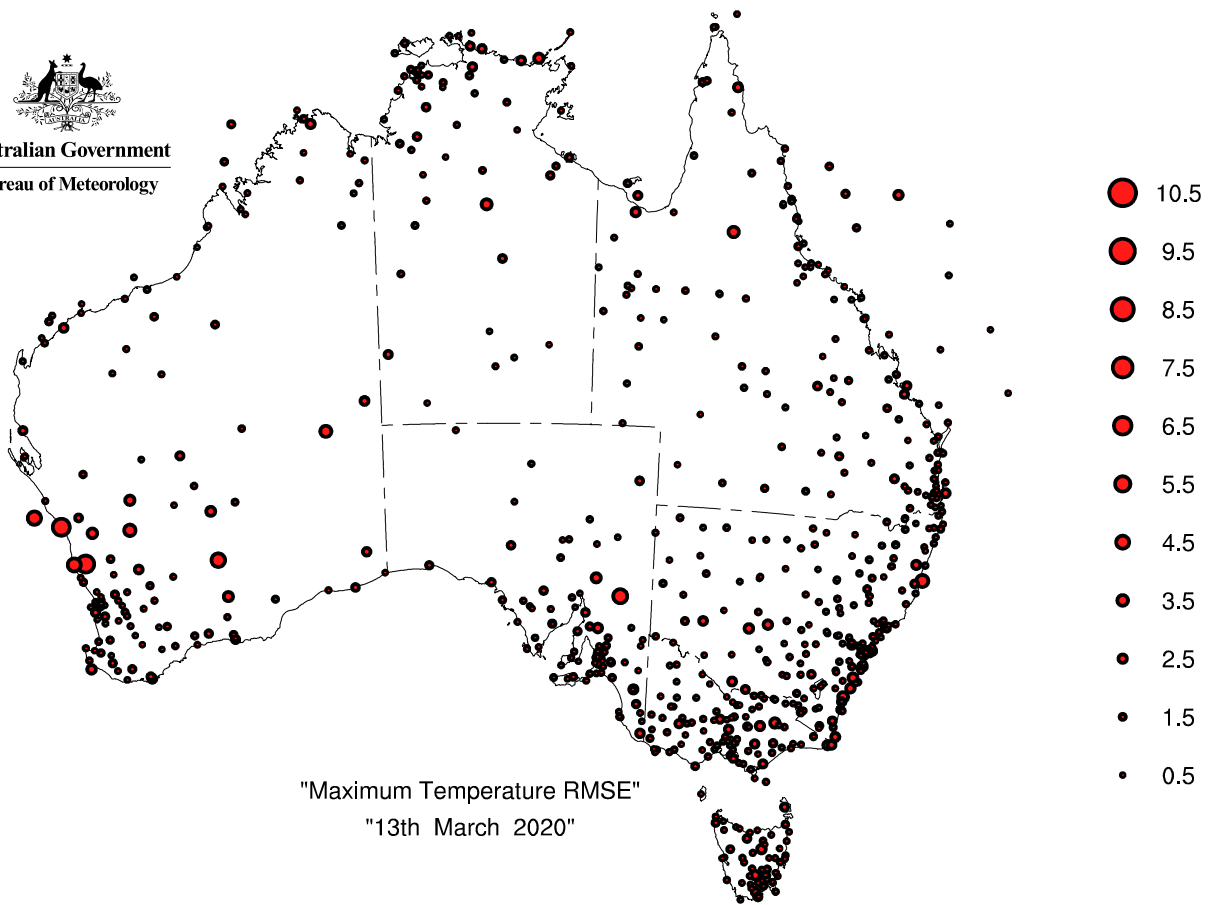 AUSTRALIA
tralian Government
reau of Meteorology
10.5
9.5
8.5
7.5
6.5
5.5
4.5
3.5
2.5
1.5
0.5
"Maximum Temperature RMSE"
"13th March 2020"